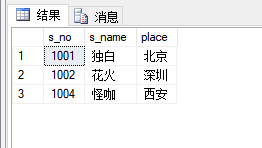 结果 消息
s_no s_name place
1 1001 独白 北京
2 1002 花火 深圳
3 1004 怪咖 西安